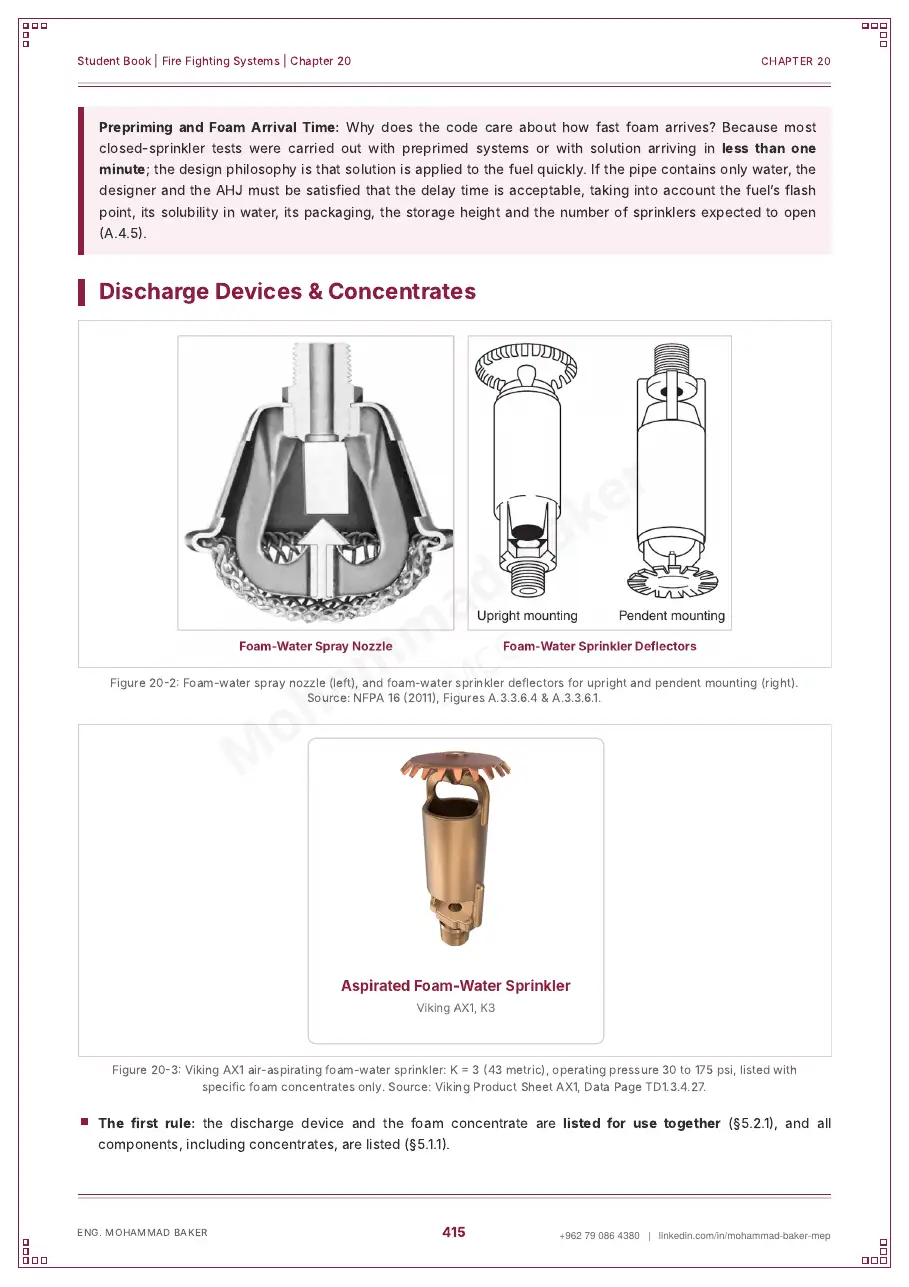 Student Book | Fire Fighting Systems | Chapter 20
CHAPTER 20
Prepriming and Foam Arrival Time: Why does the code care about how fast foam arrives? Because most
closed-sprinkler tests were carried out with preprimed systems or with solution arriving in less than one
minute; the design philosophy is that solution is applied to the fuel quickly. If the pipe contains only water, the
designer and the AHJ must be satisfied that the delay time is acceptable, taking into account the fuel's flash
point, its solubility in water, its packaging, the storage height and the number of sprinklers expected to open
(A.4.5).
Discharge Devices & Concentrates
Upright mounting
Pendent mounting
Foam-Water Spray Nozzle
Foam-Water Sprinkler Deflectors
Figure 20-2: Foam-water spray nozzle (left), and foam-water sprinkler deflectors for upright and pendent mounting (right).
Source: NFPA 16 (2011), Figures A.3.3.6.4 & A.3.3.6.1.
Aspirated Foam-Water Sprinkler
Viking AX1, K3
Figure 20-3: Viking AX1 air-aspirating foam-water sprinkler: K = 3 (43 metric), operating pressure 30 to 175 psi, listed with
specific foam concentrates only. Source: Viking Product Sheet AX1, Data Page TD1.3.4.27.
The first rule: the discharge device and the foam concentrate are listed for use together (§5.2.1), and all
components, including concentrates, are listed (§5.1.1).
ENG. MOHAMMAD BAKER
415
+962 79 086 4380 | linkedin.com/in/mohammad-baker-mep